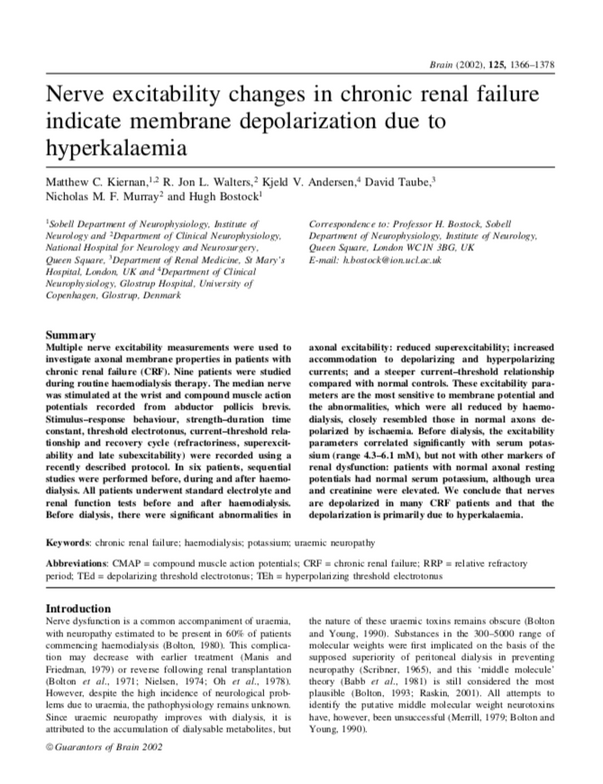 Brain (2002), 125, 1366–1378
Nerve excitability changes in chronic renal failure
indicate membrane depolarization due to
hyperkalaemia
Matthew C. Kiernan,1,2 R. Jon L. Walters,2 Kjeld V. Andersen,4 David Taube,3
Nicholas M. F. Murray2 and Hugh Bostock1
1Sobell Department of Neurophysiology, Institute of
Neurology and 2Department of Clinical Neurophysiology,
National Hospital for Neurology and Neurosurgery,
Queen Square, 3Department of Renal Medicine, St Mary's
Hospital, London, UK and 4Department of Clinical
Neurophysiology, Glostrup Hospital, University of
Copenhagen, Glostrup, Denmark
Correspondence to: Professor H. Bostock, Sobell
Department of Neurophysiology, Institute of Neurology,
Queen Square, London WC1N 3BG, UK
E-mail: h.bostock@ion.ucl.ac.uk
Summary
Multiple nerve excitability measurements were used to
investigate axonal membrane properties in patients with
chronic renal failure (CRF). Nine patients were studied
during routine haemodialysis therapy. The median nerve
was stimulated at the wrist and compound muscle action
potentials recorded from abductor pollicis brevis.
Stimulus–response behaviour, strength–duration time
constant, threshold electrotonus, current–threshold rela-
tionship and recovery cycle (refractoriness, superexcit-
ability and late subexcitability) were recorded using a
recently described protocol. In six patients, sequential
studies were performed before, during and after haemo-
dialysis. All patients underwent standard electrolyte and
renal function tests before and after haemodialysis.
Before dialysis, there were significant abnormalities in
axonal excitability: reduced superexcitability; increased
accommodation to depolarizing and hyperpolarizing
currents; and a steeper current–threshold relationship
compared with normal controls. These excitability para-
meters are the most sensitive to membrane potential and
the abnormalities, which were all reduced by haemo-
dialysis, closely resembled those in normal axons de-
polarized by ischaemia. Before dialysis, the excitability
parameters correlated significantly with serum potas-
sium (range 4.3–6.1 mM), but not with other markers of
renal dysfunction: patients with normal axonal resting
potentials had normal serum potassium, although urea
and creatinine were elevated. We conclude that nerves
are depolarized in many CRF patients and that the
depolarization is primarily due to hyperkalaemia.
Keywords: chronic renal failure; haemodialysis; potassium; uraemic neuropathy
Abbreviations: CMAP = compound muscle action potentials; CRF = chronic renal failure; RRP = relative refractory
period; TEd = depolarizing threshold electrotonus; TEh = hyperpolarizing threshold electrotonus
Introduction
Nerve dysfunction is a common accompaniment of uraemia,
with neuropathy estimated to be present in 60% of patients
commencing haemodialysis (Bolton, 1980). This complica-
tion may decrease with earlier treatment (Manis and
Friedman, 1979) or reverse following renal transplantation
(Bolton et al., 1971; Nielsen, 1974; Oh et al., 1978).
However, despite the high incidence of neurological prob-
lems due to uraemia, the pathophysiology remains unknown.
Since uraemic neuropathy improves with dialysis, it is
attributed to the accumulation of dialysable metabolites, but
the nature of these uraemic toxins remains obscure (Bolton
and Young, 1990). Substances in the 300–5000 range of
molecular weights were first implicated on the basis of the
supposed superiority of peritoneal dialysis in preventing
neuropathy (Scribner, 1965), and this 'middle molecule'
theory (Babb et al., 1981) is still considered the most
plausible (Bolton, 1993; Raskin, 2001). All attempts to
identify the putative middle molecular weight neurotoxins
have, however, been unsuccessful (Merrill, 1979; Bolton and
Young, 1990).
© Guarantors of Brain 2002